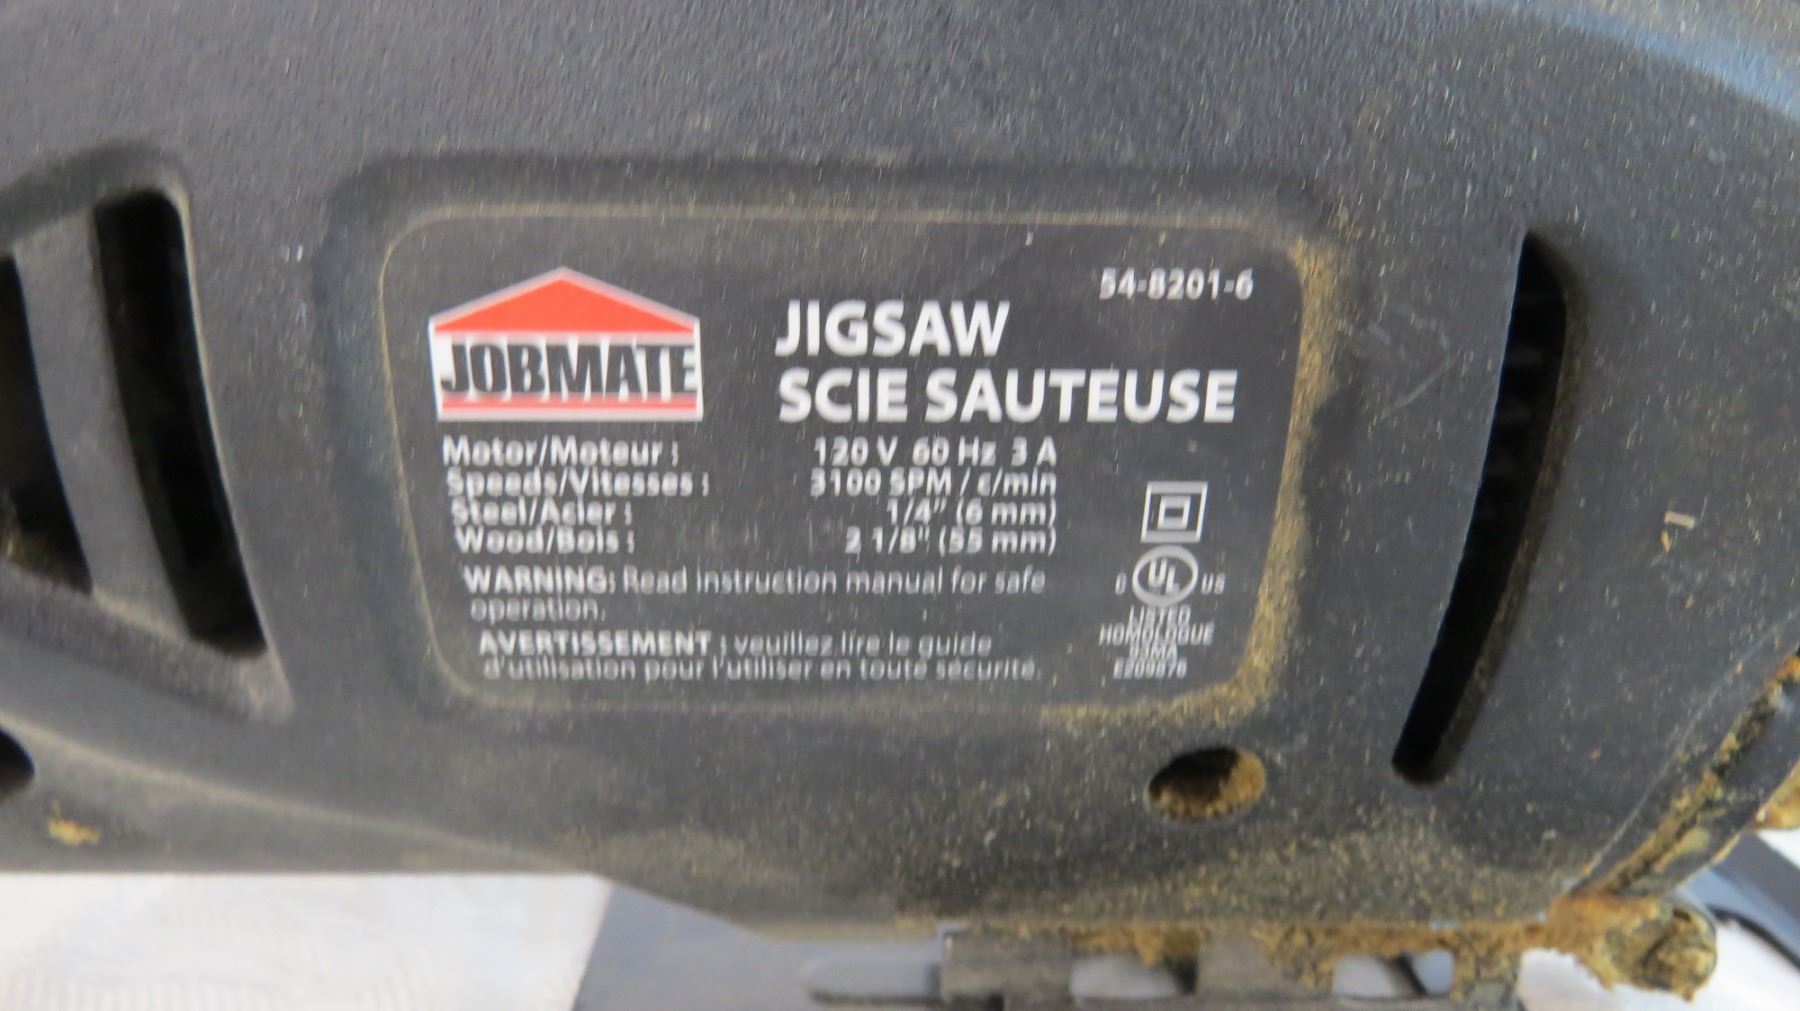 54-8201-6
JOBMATE
JIGSAW
SCIE SAUTEUSE
Motor/Moteur : 120 V 60 Hz 3 A
Speeds/Vitesses : 3100 SPM / c/min
Steel/Acier : 1/4" (6 mm)
Wood/Bois : 2 1/8" (55 mm)
WARNING: Read instruction manual for safe
operation.
AVERTISSEMENT : veuillez lire le guide
d'utilisation pour l'utiliser en toute sécurité.
UL US
LISTED
HOMOLOGUE